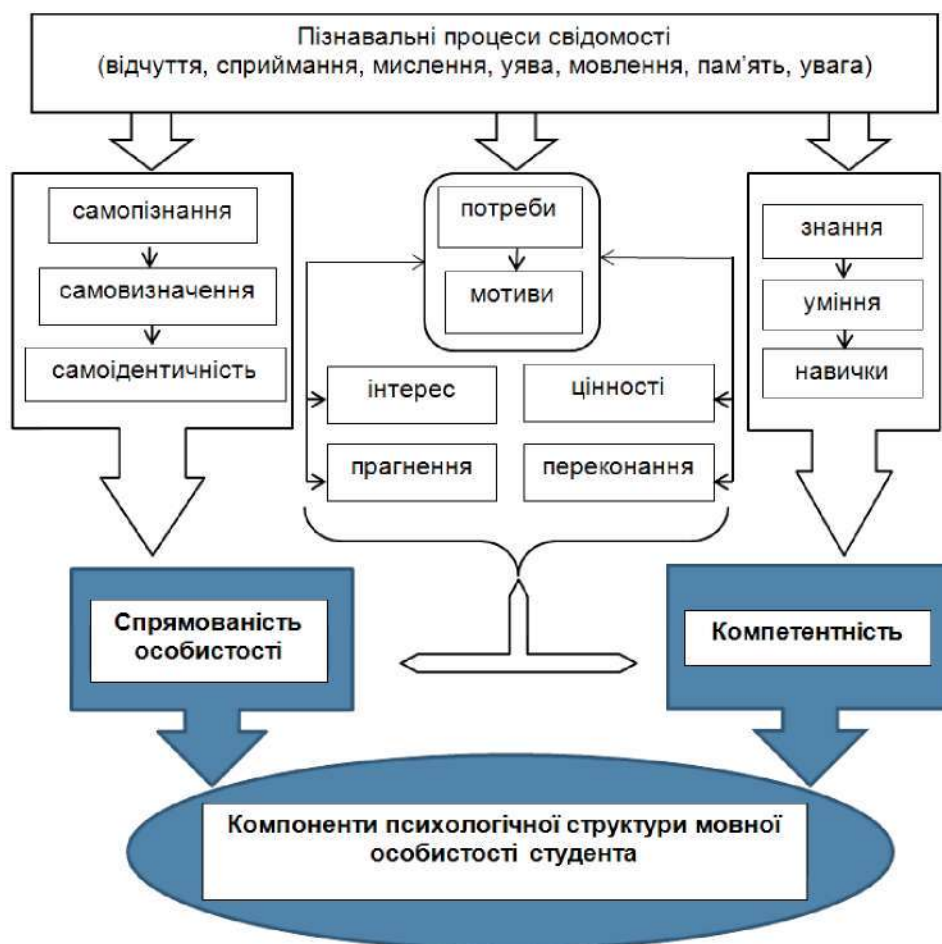 Пізнавальні процеси свідомості
(відчуття, сприймання, мислення, уява, мовлення, пам’ять, увага)
самопізнання
самовизначення
самоідентичність
потреби
мотиви
знання
уміння
навички
інтерес
цінності
прагнення
переконання
Спрямованість
особистості
Компетентність
Компоненти психологічної структури мовної
особистості студента